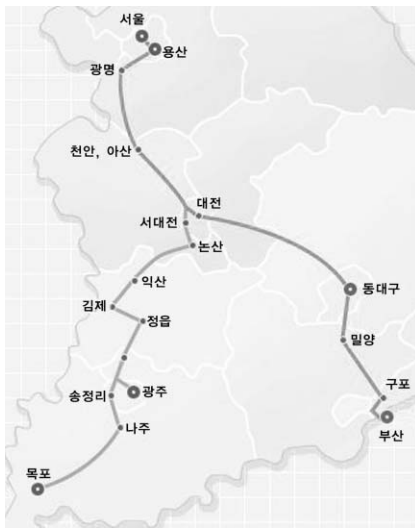 서울
용산
광명
천안, 아산
대전
서대전
논산
익산
동대구
김제
정읍
밀양
광주
송정리
구포
부산
나주
목포